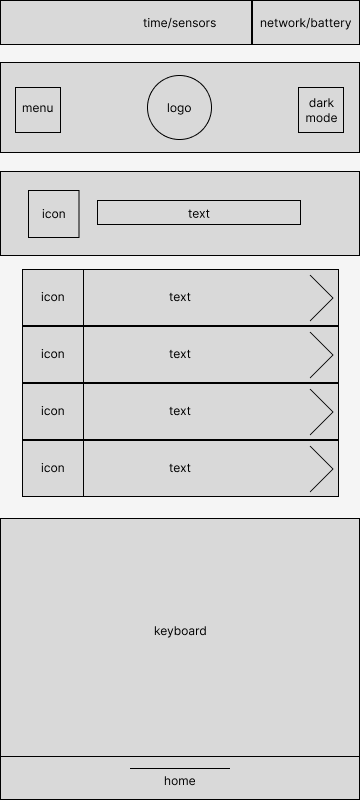 time/sensors
network/battery
menu
logo
dark
mode
icon
text
icon
text
icon
text
icon
text
icon
text
keyboard
home